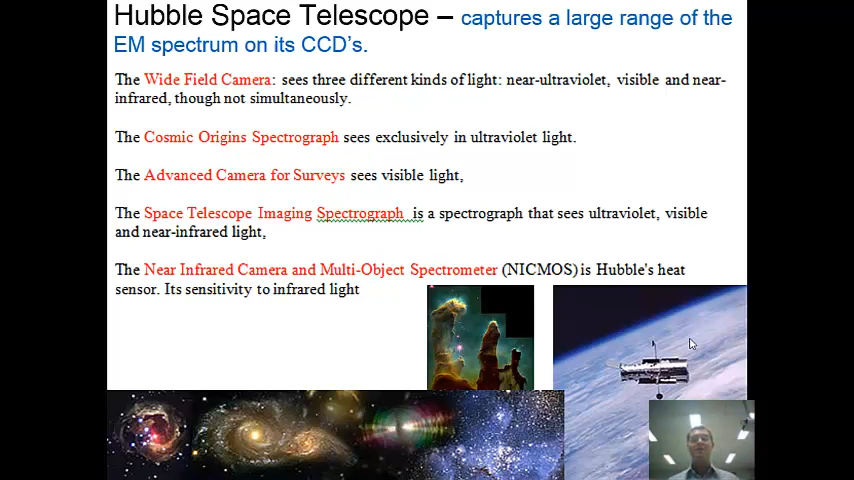 Hubble Space Telescope – captures a large range of the
EM spectrum on its CCD's.
The Wide Field Camera: sees three different kinds of light: near-ultraviolet, visible and near-
infrared, though not simultaneously.
The Cosmic Origins Spectrograph sees exclusively in ultraviolet light.
The Advanced Camera for Surveys sees visible light,
The Space Telescope Imaging Spectrograph is a spectrograph that sees ultraviolet, visible
and near-infrared light,
The Near Infrared Camera and Multi-Object Spectrometer (NICMOS) is Hubble's heat
sensor. Its sensitivity to infrared light